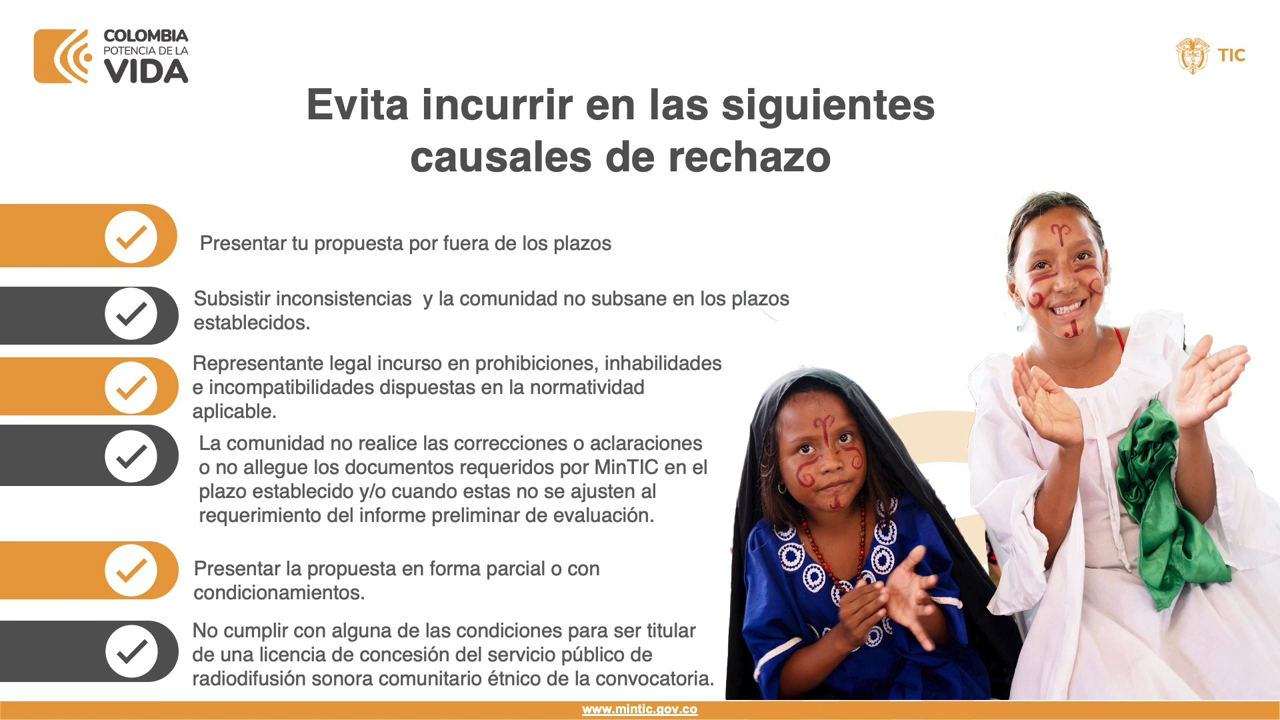 COLOMBIA
POTENCIA DE LA
VIDA
TIC
Evita incurrir en las siguientes
causales de rechazo
Presentar tu propuesta por fuera de los plazos
Subsistir inconsistencias  y la comunidad no subsane en los plazos
establecidos.
Representante legal incurso en prohibiciones, inhabilidades
e incompatibilidades dispuestas en la normatividad
aplicable.
La comunidad no realice las correcciones o aclaraciones
o no allegue los documentos requeridos por MinTIC en el
plazo establecido y/o cuando estas no se ajusten al
requerimiento del informe preliminar de evaluación.
Presentar la propuesta en forma parcial o con
condicionamientos.
No cumplir con alguna de las condiciones para ser titular
de una licencia de concesión del servicio público de
radiodifusión sonora comunitario étnico de la convocatoria.
www.mintic.gov.co